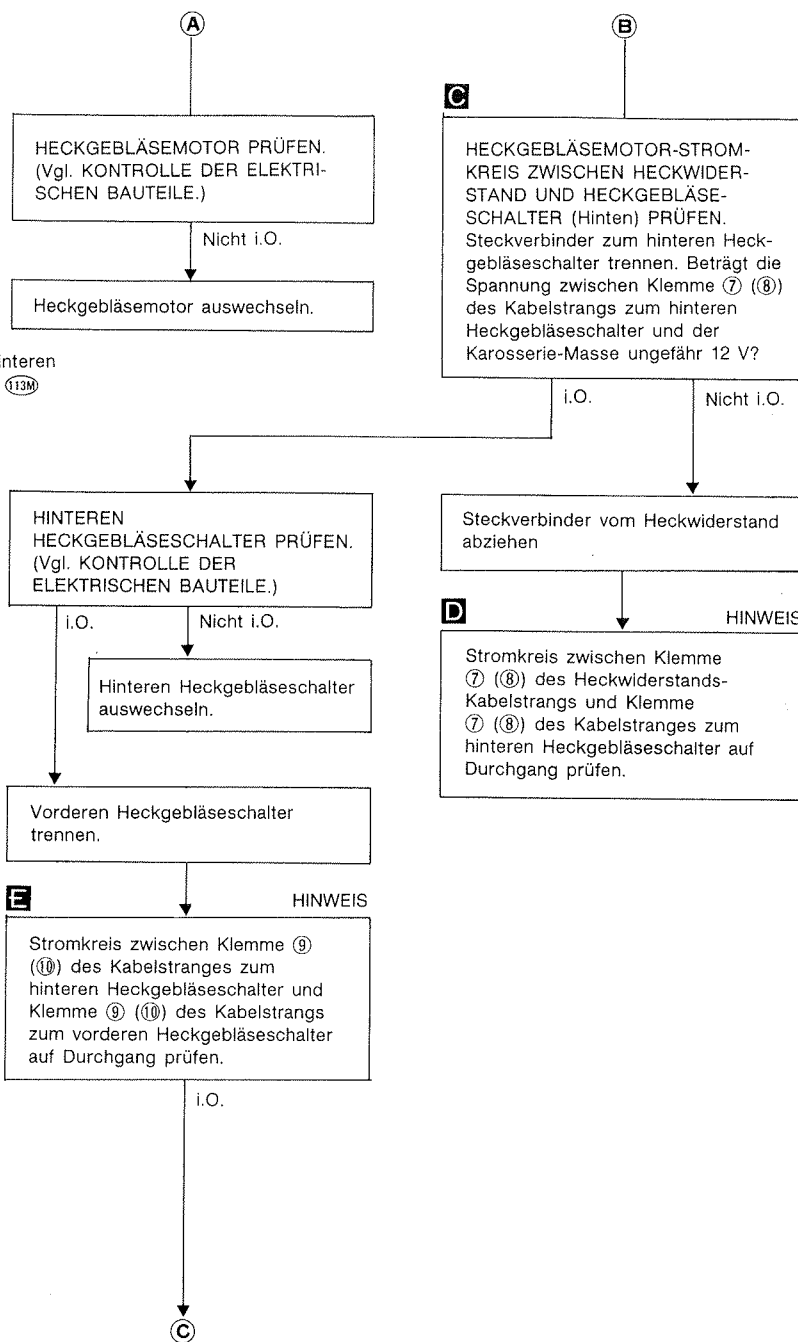 A
HECKGEBLÄSEMOTOR PRÜFEN.
(Vgl. KONTROLLE DER ELEKTRI-
SCHEN BAUTEILE.)
Nicht i.O.
Heckgebläsemotor auswechseln.
interen
113M
B
C
HECKGEBLÄSEMOTOR-STROM-
KREIS ZWISCHEN HECKWIDER-
STAND UND HECKGEBLÄSE-
SCHALTER (Hinten) PRÜFEN.
Steckverbinder zum hinteren Heck-
gebläseschalter trennen. Beträgt die
Spannung zwischen Klemme ⑦ (⑧)
des Kabelstrangs zum hinteren
Heckgebläseschalter und der
Karosserie-Masse ungefähr 12 V?
i.O.
Nicht i.O.
HINTEREN
HECKGEBLÄSESCHALTER PRÜFEN.
(Vgl. KONTROLLE DER
ELEKTRISCHEN BAUTEILE.)
i.O.
Nicht i.O.
Hinteren Heckgebläseschalter
auswechseln.
Vorderen Heckgebläseschalter
trennen.
E
HINWEIS
Stromkreis zwischen Klemme ⑨
(⑩) des Kabelstranges zum
hinteren Heckgebläseschalter und
Klemme ⑨ (⑩) des Kabelstrangs
zum vorderen Heckgebläseschalter
auf Durchgang prüfen.
i.O.
C
Steckverbinder vom Heckwiderstand
abziehen
D
HINWEIS
Stromkreis zwischen Klemme
⑦ (⑧) des Heckwiderstands-
Kabelstrangs und Klemme
⑦ (⑧) des Kabelstranges zum
hinteren Heckgebläseschalter auf
Durchgang prüfen.